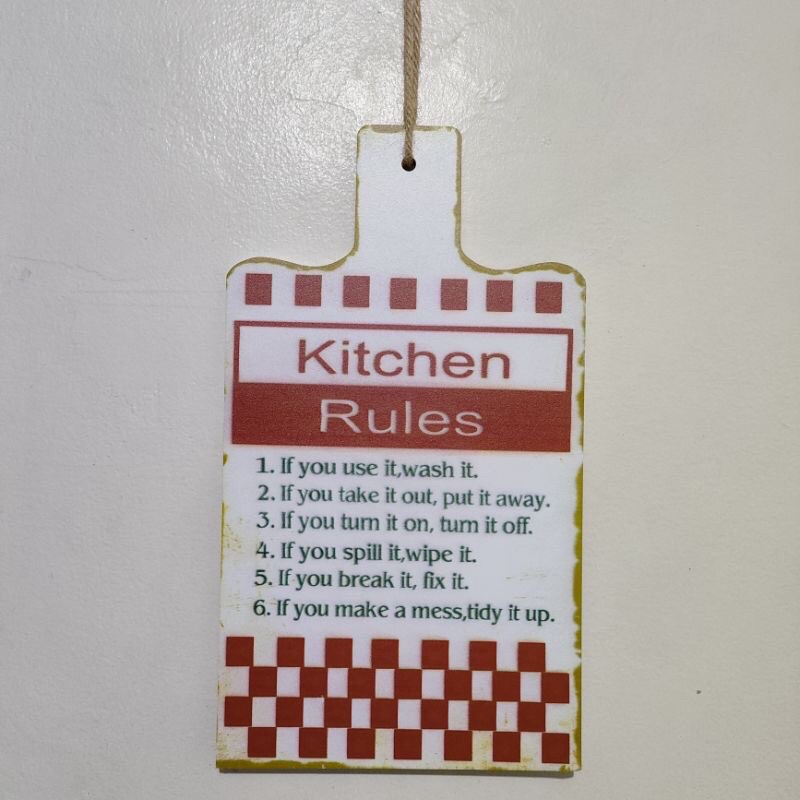 Kitchen
Rules
1. If you use it,wash it.
2. If you take it out, put it away.
3. If you turn it on, turn it off.
4. If you spill it,wipe it.
5. If you break it, fix it.
6. If you make a mess,tidy it up.